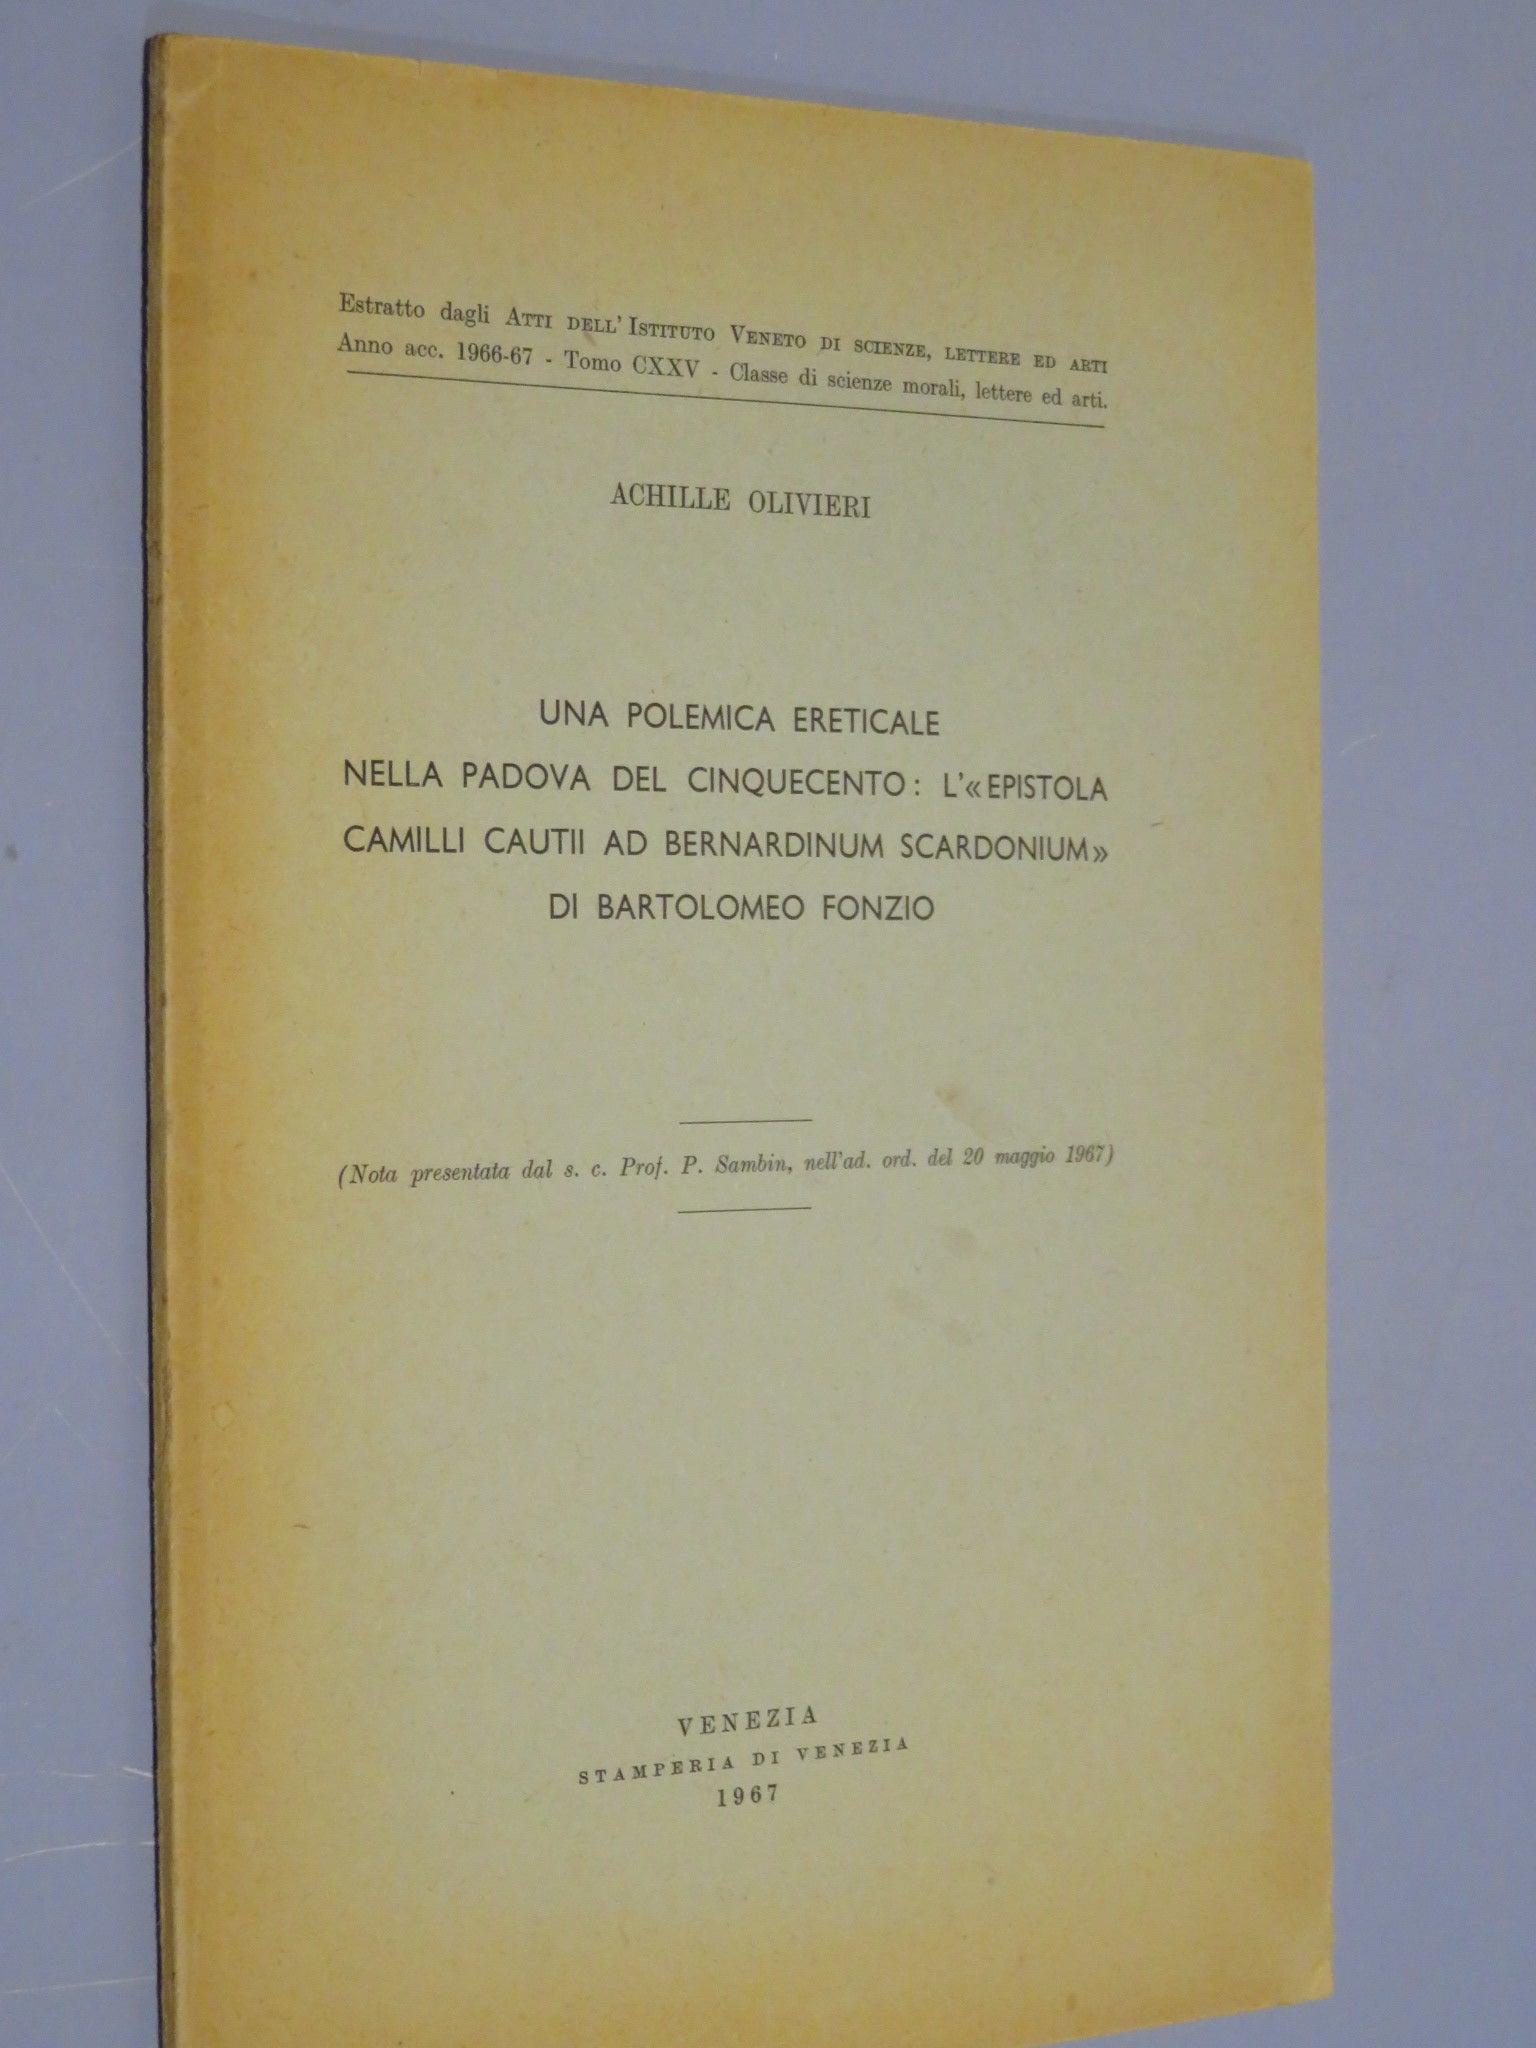 Estratto dagli ATTI DELL'ISTITUTO VENETO DI SCIENZE, LETTERE ED ARTI
Anno acc. 1966-67 - Tomo CXXV - Classe di scienze morali, lettere ed arti.
ACHILLE OLIVIERI
UNA POLEMICA ERETICALE
NELLA PADOVA DEL CINQUECENTO: L'«EPISTOLA
CAMILLI CAUTII AD BERNARDINUM SCARDONIUM»
DI BARTOLOMEO FONZIO
(Nota presentata dal s. c. Prof. P. Sambin, nell'ad. ord. del 20 maggio 1967)
VENEZIA
STAMPERIA DI VENEZIA
1967